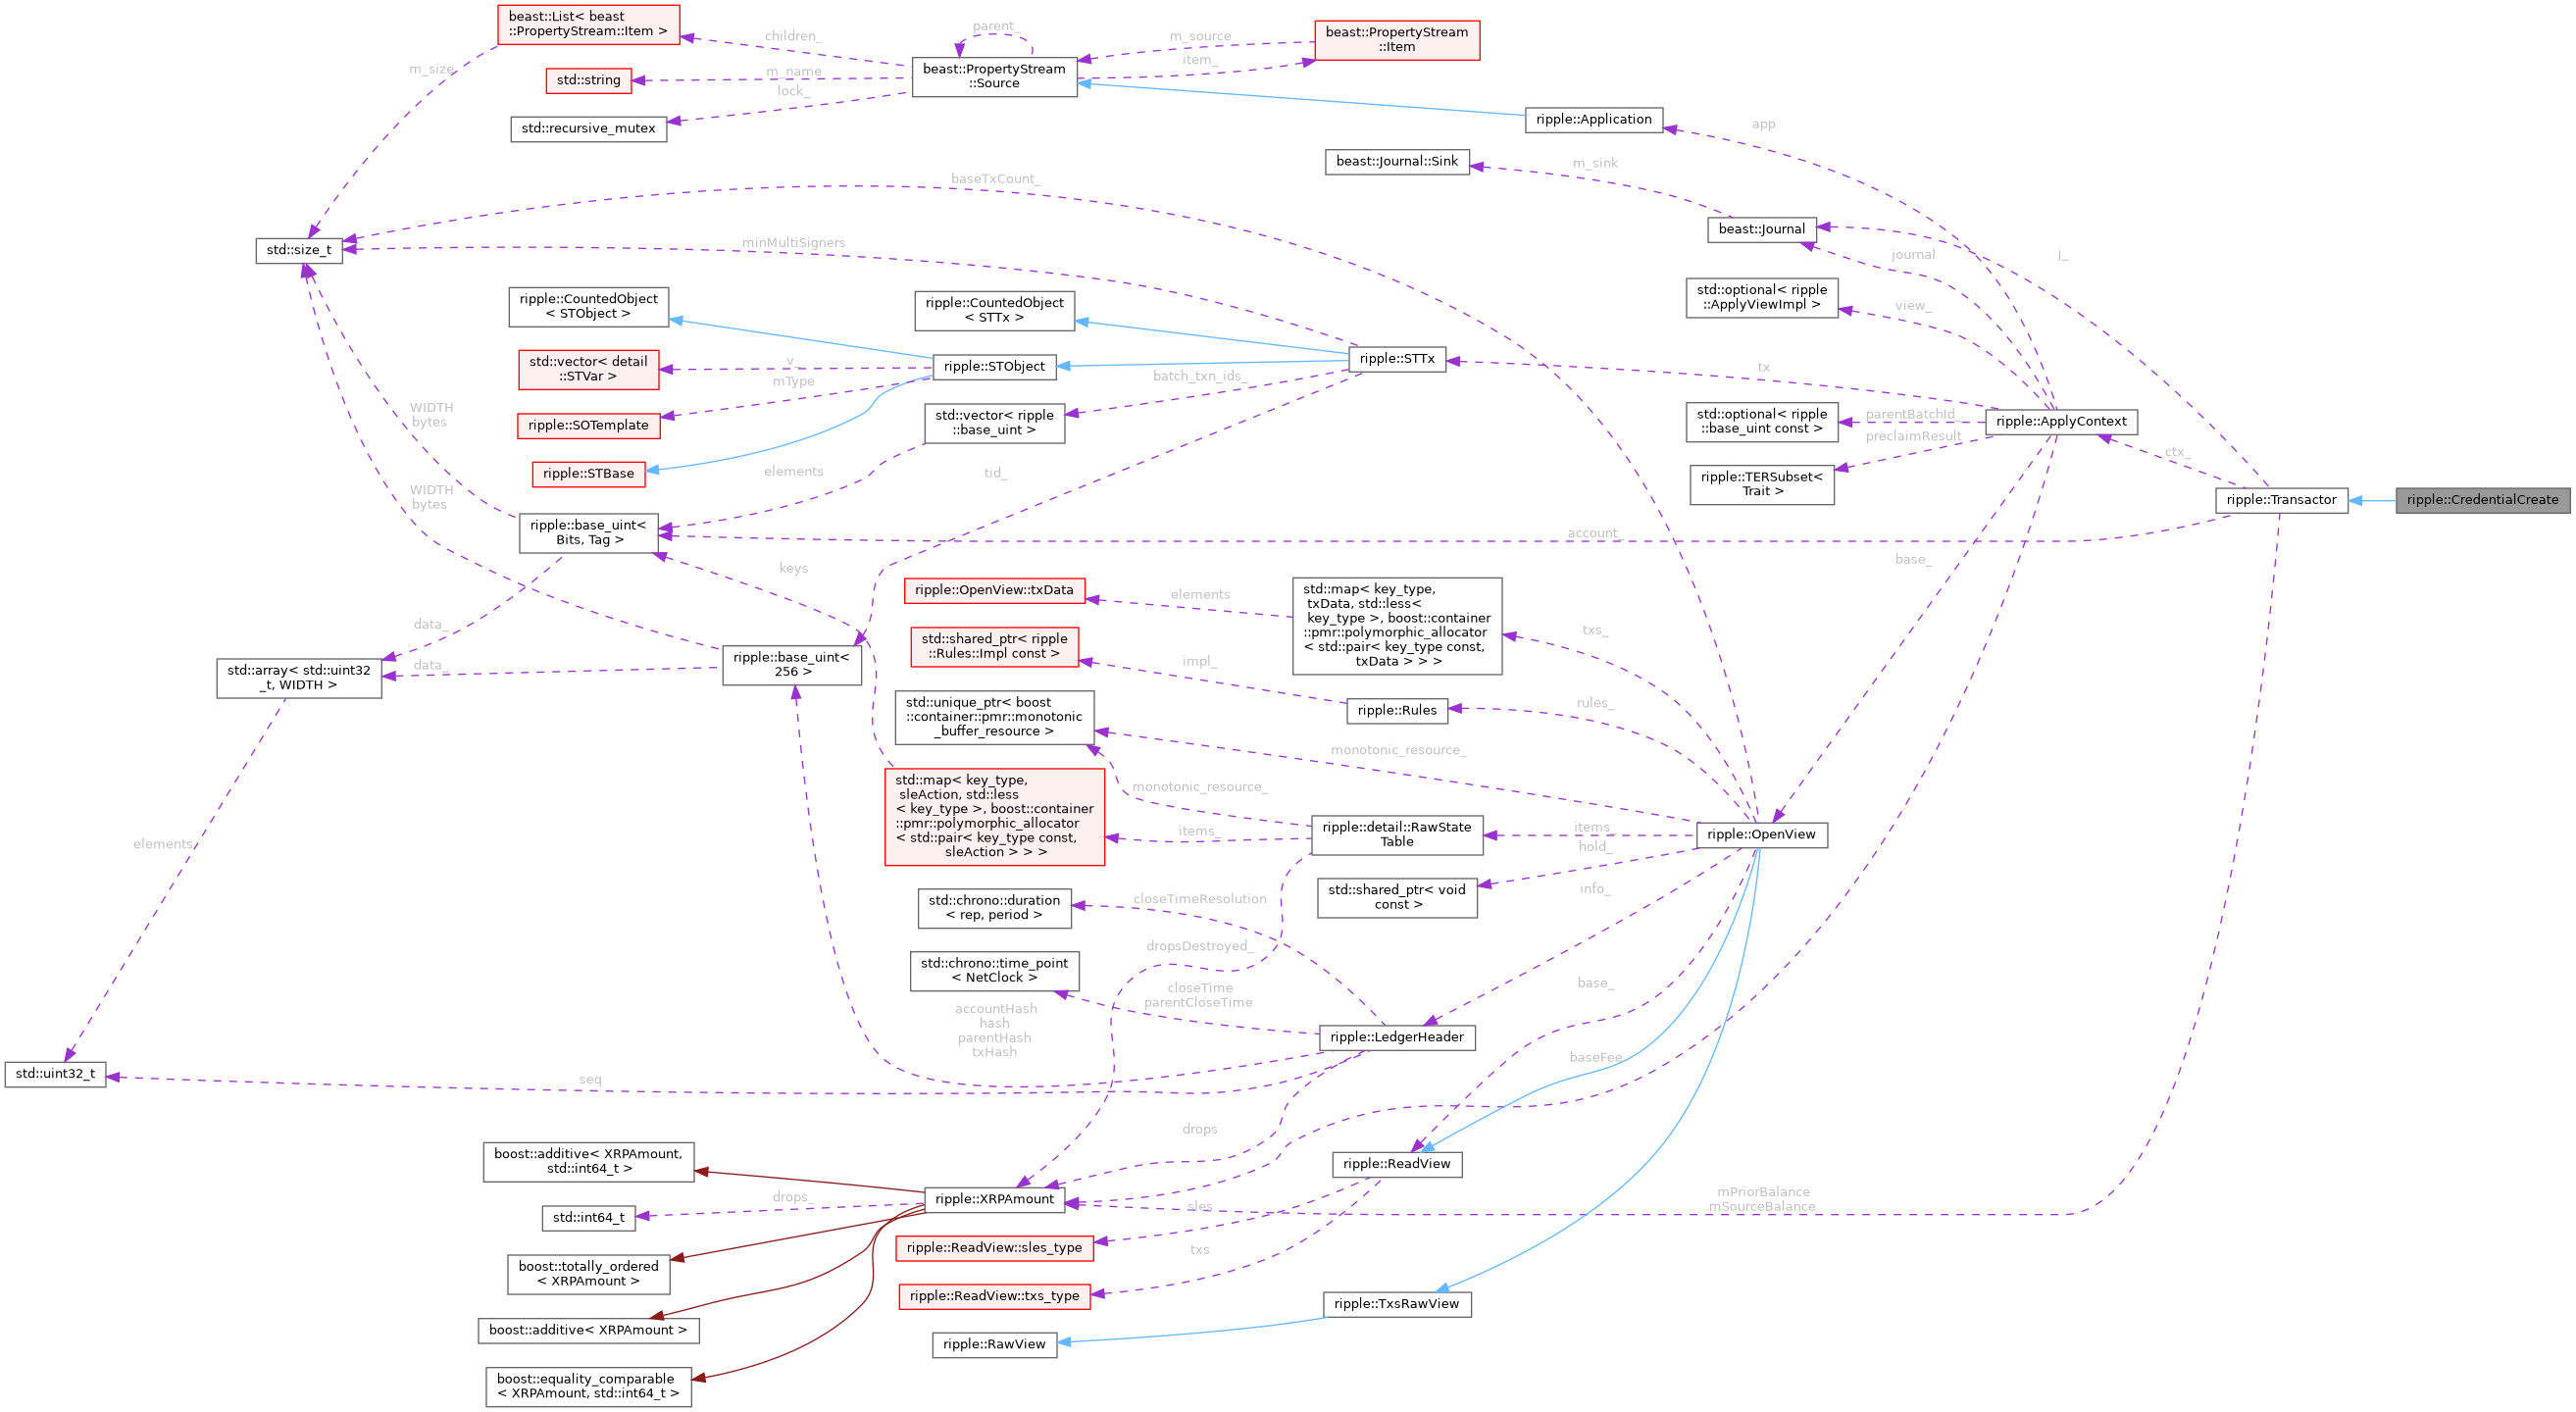 beast::List< beast
::PropertyStream::Item >
children_
parent_
m_source
item_
beast::PropertyStream
::Item
m_size
std::string
m_name
beast::PropertyStream
::Source
lock_
std::recursive_mutex
ripple::Application
app
beast::Journal::Sink
m_sink
baseTxCount_
beast::Journal
j_
std::size_t
minMultiSigners
journal
ripple::CountedObject
< STObject >
ripple::CountedObject
< STTx >
std::optional< ripple
::ApplyViewImpl >
view_
std::vector< detail
::STVar >
v_
mType
ripple::STObject
ripple::STTx
tx
batch_txn_ids_
WIDTH
bytes
ripple::SOTemplate
std::vector< ripple
::base_uint >
std::optional< ripple
::base_uint const >
parentBatchId_
preclaimResult
ripple::ApplyContext
ripple::STBase
elements
tid_
std::TERSubset<
Trait >
ctx_
WIDTH
bytes
ripple::Transactor
ripple::CredentialCreate
ripple::base_uint<
Bits, Tag >
account_
keys
base_
data_
ripple::OpenView::txData
elements
std::map< key_type,
txData, std::less<
key_type >, boost::container
::pmr::polymorphic_allocator
< std::pair< key_type const,
txData > > >
txs_
std::array< std::uint32
_t, WIDTH >
data_
ripple::base_uint<
256 >
std::shared_ptr< ripple
::Rules::Impl const >
impl_
ripple::Rules
rules_
std::unique_ptr< boost
::container::pmr::monotonic
_buffer_resource >
monotonic_resource_
std::map< key_type,
sleAction, std::less
< key_type >, boost::container
::pmr::polymorphic_allocator
< std::pair< key_type const,
sleAction > > >
monotonic_resource_
items_
ripple::detail::RawState
Table
items_
hold_
ripple::OpenView
elements
std::shared_ptr< void
const >
info_
std::chrono::duration
< rep, period >
closeTimeResolution
dropsDestroyed_
std::chrono::time_point
< NetClock >
closeTime
parentCloseTime
base_
accountHash
hash
parentHash
txHash
ripple::LedgerHeader
baseFee
std::uint32_t
seq
drops
boost::additive< XRPAmount,
std::int64_t >
ripple::ReadView
drops_
ripple::XRPAmount
mPriorBalance
mSourceBalance
std::int64_t
sles
ripple::ReadView::sles_type
txs
boost::totally_ordered
< XRPAmount >
ripple::ReadView::txs_type
ripple::TxsRawView
boost::additive< XRPAmount >
ripple::RawView
boost::equality_comparable
< XRPAmount, std::int64_t >